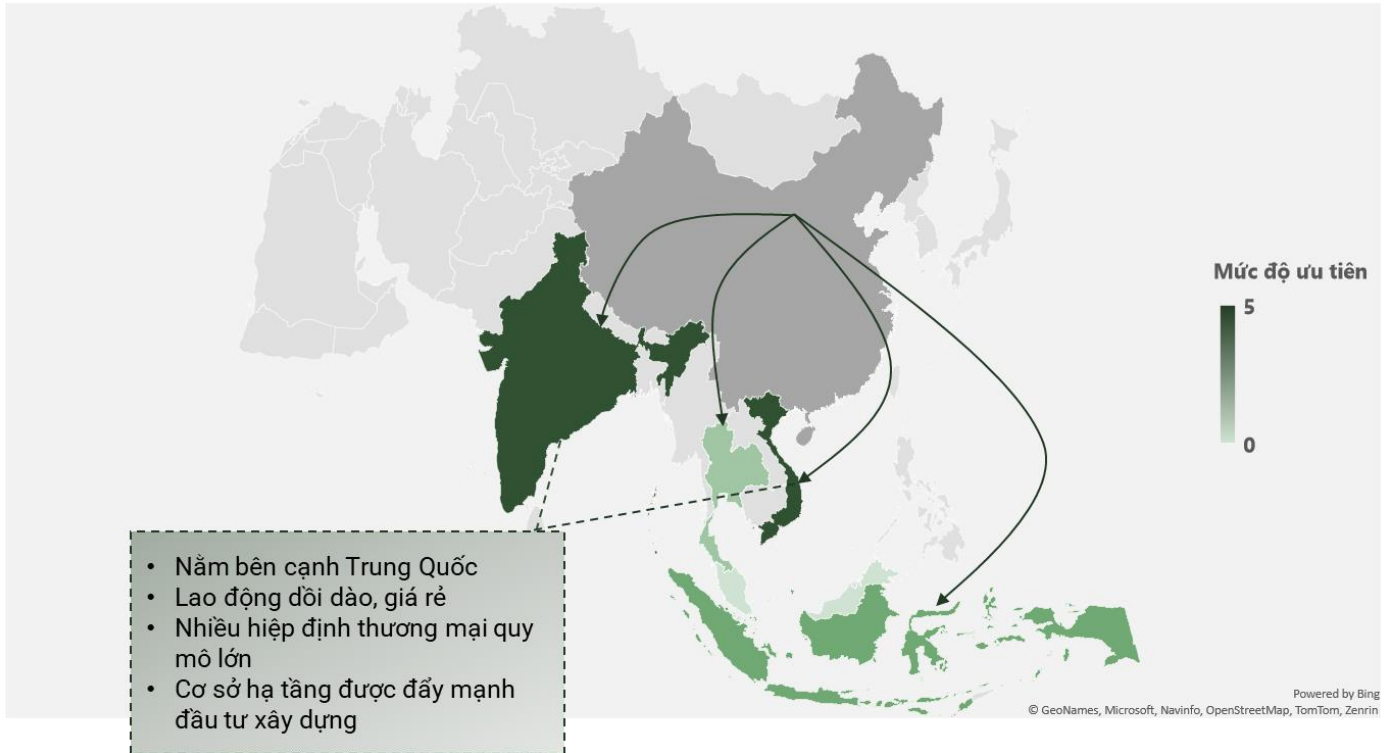 Mức độ ưu tiên
5
0
• Nằm bên cạnh Trung Quốc
• Lao động dồi dào, giá rẻ
• Nhiều hiệp định thương mại quy
mô lớn
• Cơ sở hạ tầng được đẩy mạnh
đầu tư xây dựng
Powered by Bing
© GeoNames, Microsoft, Navinfo, OpenStreetMap, TomTom, Zenrin